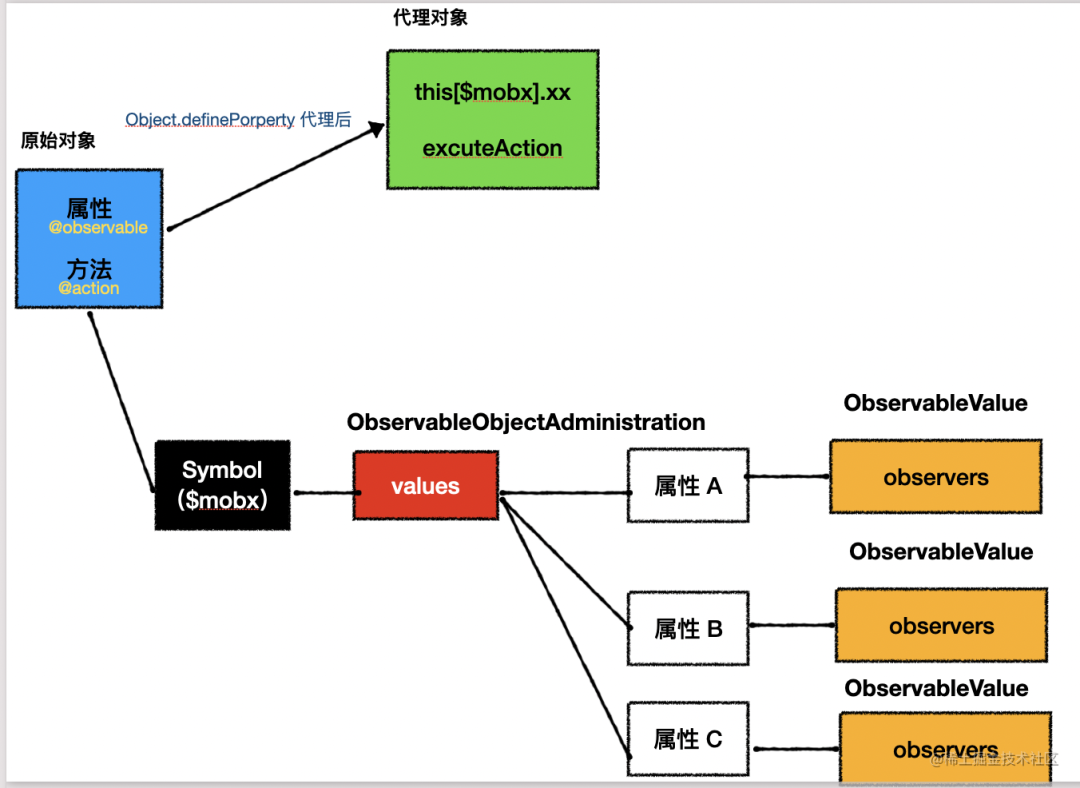 代理对象
this[$mobx].xx
excuteAction
Object.definePorperty 代理后
原始对象
属性
@observable
方法
@action
Symbol
($mobx)
ObservableObjectAdministration
values
属性 A
属性 B
属性 C
ObservableValue
observers
ObservableValue
observers
ObservableValue
observers
@稀土掘金技术社区